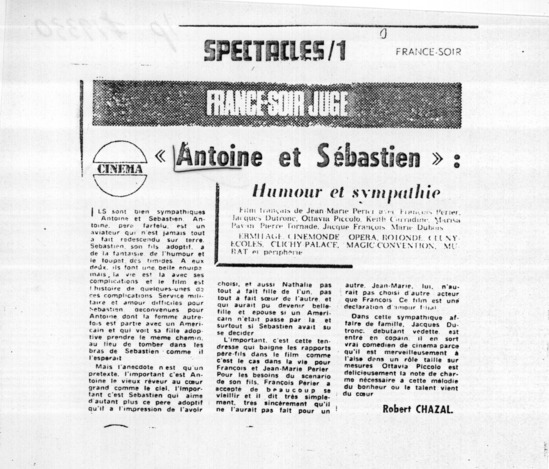 SPECTACLES/1
FRANCE-SOIR
FRANCE-SOIR JUGE
CINEMA
« Antoine et Sébastien » :
Humour et sympathie
Film français de Jean-Marie Périer avec François Périer,
Jacques Dutronc, Ottavia Piccolo, Keith Carradine, Marisa
Pavan Pierre Tornade, Jacque François Marie Dubois
ERMITAGE, CINEMONDE OPERA, ROTONDE CLUNY-
ECOLES, CLICHY-PALACE, MAGIC-CONVENTION, MU-
RAT et périphérie
ILS sont bien sympathiques
Antoine et Sébastien An-
toine, père farfelu, est un
aviateur qui n'est jamais tout
à fait redescendu sur terre.
Sébastien, son fils adoptif, a
de la fantaisie de l'humour et
le toupet des timides A eux
deux, ils font une belle équipe
mais, la vie est là avec ses
complications et le film est
l'histoire de quelques-unes de
ces complications. Service mili-
taire et amour difficiles pour
Sébastien déconvenues pour
Antoine dont la femme autre-
fois est partie avec un Améri-
cain et qui voit sa fille adop-
tive prendre le même chemin,
au lieu de tomber dans les
bras de Sébastien comme il
l'espérait
Mais l'anecdote n'est qu'un
prétexte, l'important c'est An-
toine le vieux rêveur au cœur
grand comme le ciel, l'impor-
tant c'est Sébastien qui aime
d'autant plus ce père adoptif
qu'il a l'impression de l'avoir
choisi, et aussi Nathalie pas
tout à fait fille de l'un, pas
tout à fait sœur de l'autre, et
qui aurait pu devenir belle-
fille et épouse si un Améri-
cain n'était passé par là et
surtout si Sébastien avait su
se décider
L'important, c'est cette ten-
dresse qui baigne les rapports
père-fils dans le film comme
c'est le cas dans la vie pour
François et Jean-Marie Périer
Pour les besoins du scénario
de son fils, François Périer a
accepté de beaucoup se
vieillir et il dit très simple-
ment, très sincèrement qu'il
ne l'aurait pas fait pour un
autre, Jean-Marie, lui, n'au-
rait pas choisi d'autre acteur
que François Ce film est une
déclaration d'amour filial
Dans cette sympathique af-
faire de famille, Jacques Du-
tronc, débutant vedette est
entré en copain, il en sort
vrai comédien de cinéma parce
qu'il est merveilleusement à
l'aise dans un rôle taillé sur
mesures Ottavia Piccolo est
délicieusement la note de char-
me nécessaire à cette mélodie
du bonheur où le talent vient
du cœur
Robert CHAZAL.